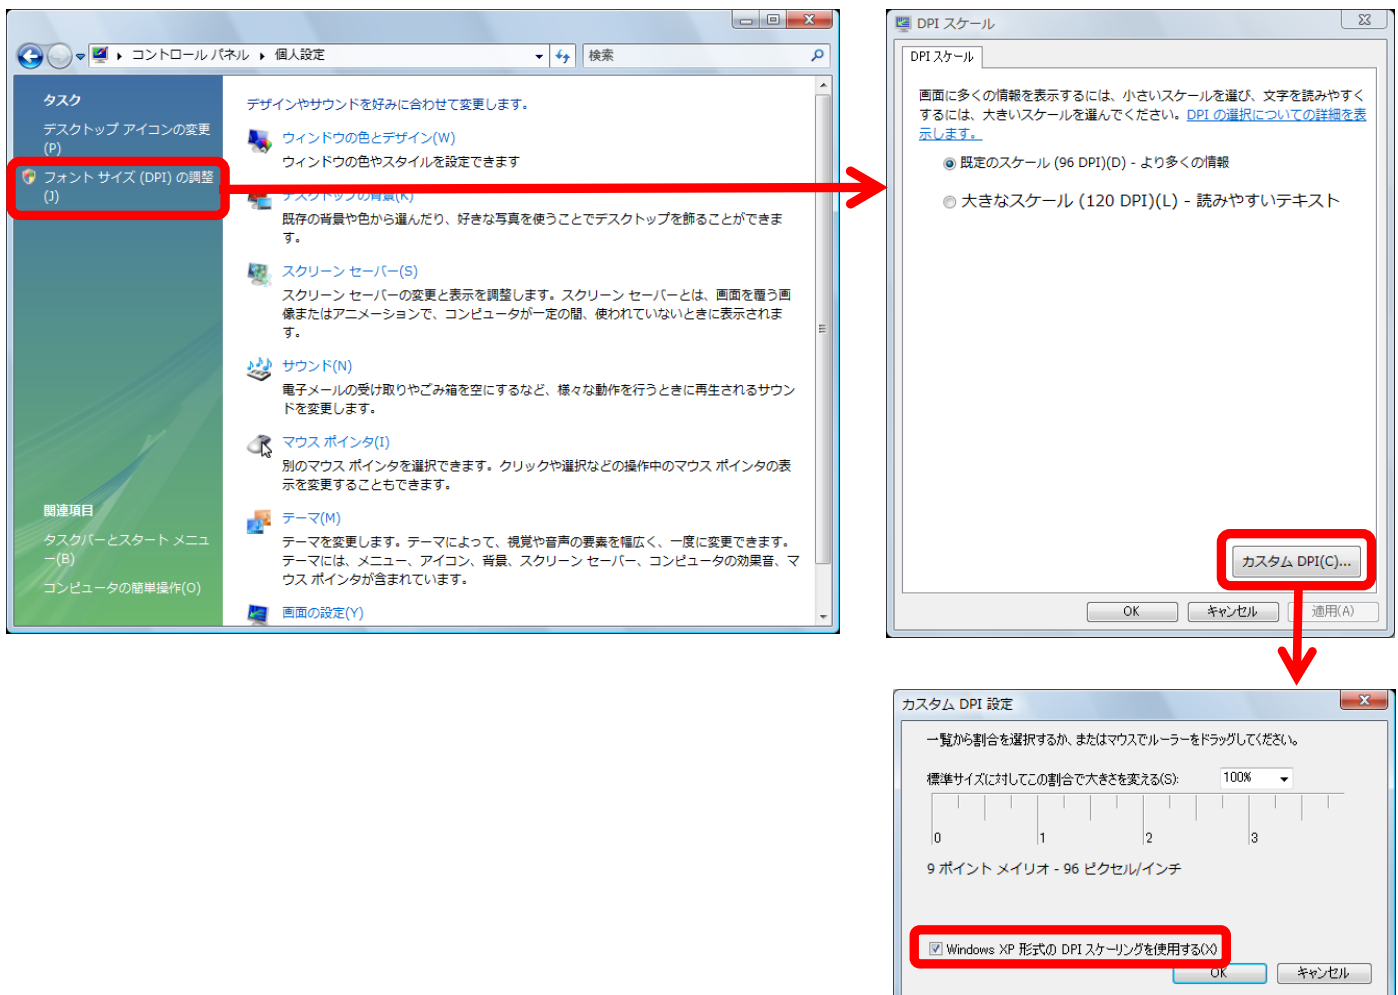 コントロール パネル
個人設定
検索
タスク
デスクトップ アイコンの変更
(P)
フォント サイズ (DPI) の調整
(J)
関連項目
タスクバーとスタート メニュ
ー(B)
コンピュータの簡単操作(O)
デザインやサウンドを好みに合わせて変更します。
ウィンドウの色とデザイン(W)
ウィンドウの色やスタイルを設定できます
デスクトップの背景(K)
既存の背景や色から選んだり、好きな写真を使うことでデスクトップを飾ることができま
す。
スクリーン セーバー(S)
スクリーン セーバーの変更と表示を調整します。スクリーン セーバーとは、画面を覆う画
像またはアニメーションで、コンピュータが一定の間、使われていないときに表示されま
す。
サウンド(N)
電子メールの受け取りやごみ箱を空にするなど、様々な動作を行うときに再生されるサウン
ドを変更します。
マウス ポインタ(I)
別のマウス ポインタを選択できます。クリックや選択などの操作中のマウス ポインタの表
示を変更することもできます。
テーマ(M)
テーマを変更します。テーマによって、視覚や音声の要素を幅広く、一度に変更できます。
テーマには、メニュー、アイコン、背景、スクリーン セーバー、コンピュータの効果音、マ
ウス ポインタが含まれています。
画面の設定(Y)
DPI スケール
DPI スケール
画面に多くの情報を表示するには、小さいスケールを選び、文字を読みやすく
するには、大きいスケールを選んでください。DPI の選択についての詳細を表
示します。
既定のスケール (96 DPI)(D) - より多くの情報
大きなスケール (120 DPI)(L) - 読みやすいテキスト
カスタム DPI(C)...
OK
キャンセル
適用(A)
カスタム DPI 設定
一覧から割合を選択するか、またはマウスでルーラーをドラッグしてください。
標準サイズに対してこの割合で大きさを変える(S):
100%
0 1 2 3
9 ポイント メイリオ - 96 ピクセル/インチ
Windows XP 形式の DPI スケーリングを使用する(X)
OK
キャンセル